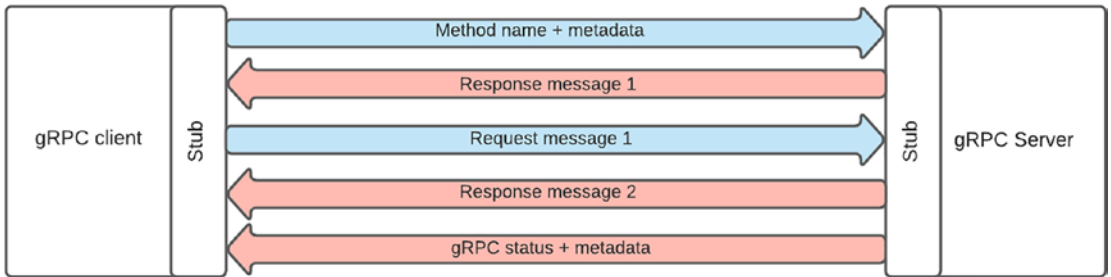 Method name + metadata
Response message 1
gRPC client
Stub
Request message 1
Stub
gRPC Server
Response message 2
gRPC status + metadata